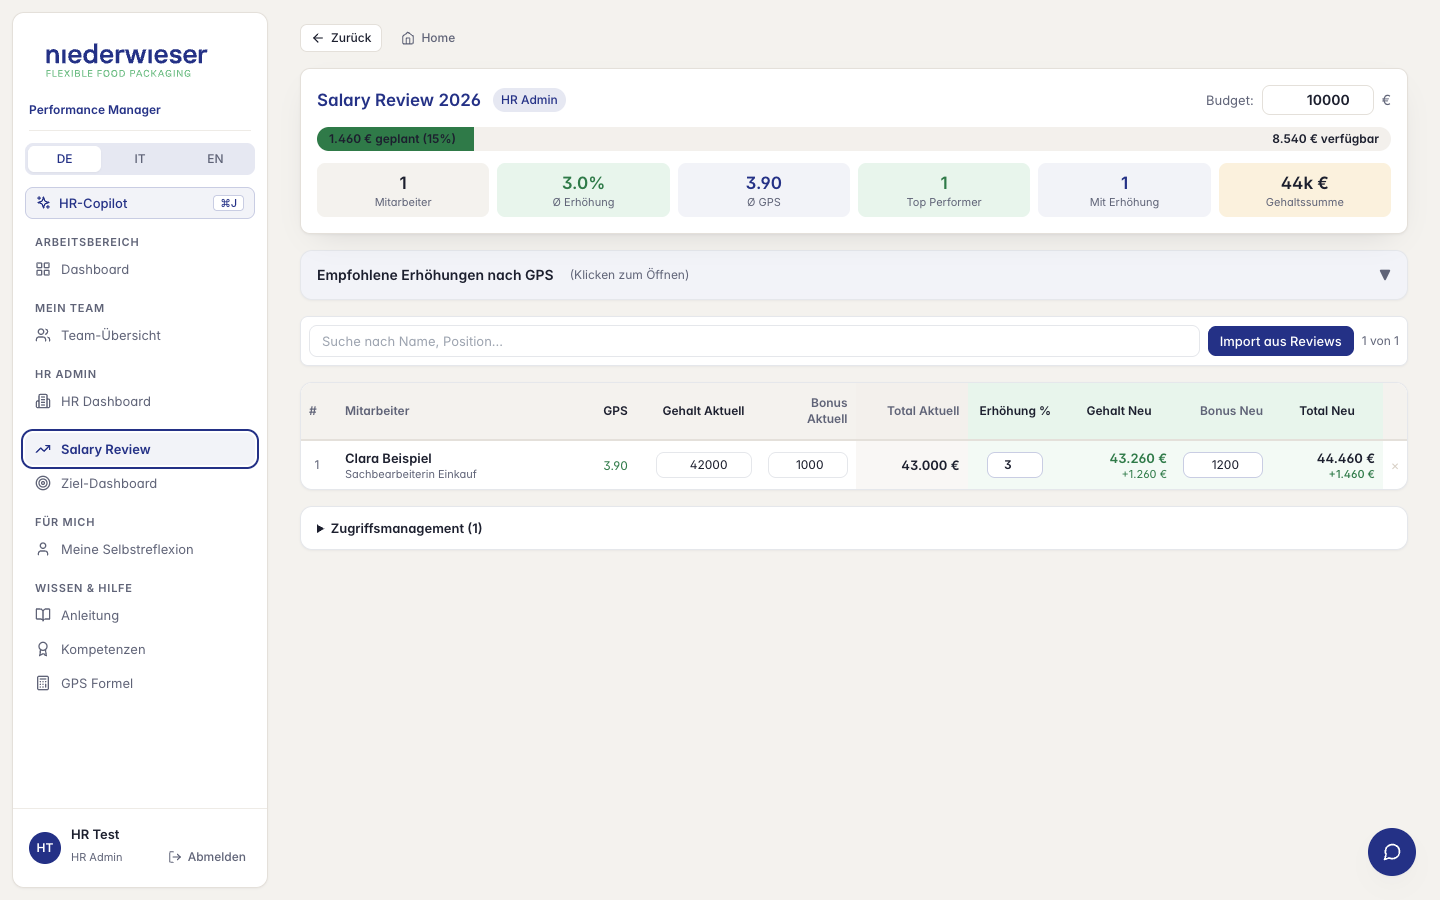 niederwieser
FLEXIBLE FOOD PACKAGING
Performance Manager
DE IT EN
HR-Copilot ⌘J
ARBEITSBEREICH
Dashboard
MEIN TEAM
Team-Übersicht
HR ADMIN
HR Dashboard
Salary Review
Ziel-Dashboard
FÜR MICH
Meine Selbstreflexion
WISSEN & HILFE
Anleitung
Kompetenzen
GPS Formel
HT
HR Test
HR Admin
Abmelden
Zurück Home
Salary Review 2026 HR Admin Budget: 10000 €
1.460 € geplant (15%) 8.540 € verfügbar
1 3.0% 3.90 1 1 44k €
Mitarbeiter Ø Erhöhung Ø GPS Top Performer Mit Erhöhung Gehaltssumme
Empfohlene Erhöhungen nach GPS (Klicken zum Öffnen) ▼
Suche nach Name, Position... Import aus Reviews 1 von 1
# Mitarbeiter GPS Gehalt Aktuell Bonus Aktuell Total Aktuell Erhöhung % Gehalt Neu Bonus Neu Total Neu
1 Clara Beispiel 3.90 42000 1000 43.000 € 3 43.260 € 1200 44.460 € ×
Sachbearbeiterin Einkauf +1.260 € +1.460 €
▶ Zugriffsmanagement (1)